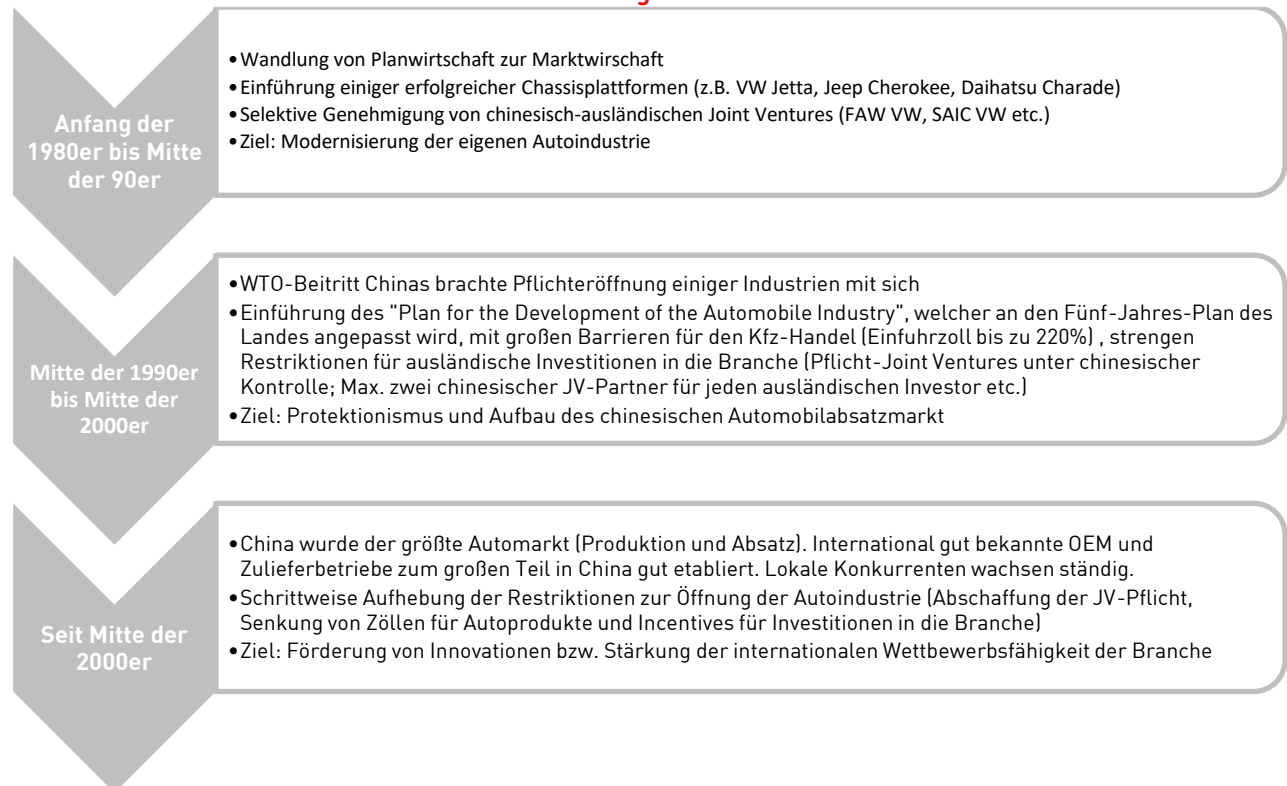 Anfang der
1980er bis Mitte
der 90er
•Wandlung von Planwirtschaft zur Marktwirschaft
•Einführung einiger erfolgreicher Chassisplattformen (z.B. VW Jetta, Jeep Cherokee, Daihatsu Charade)
•Selektive Genehmigung von chinesisch-ausländischen Joint Ventures (FAW VW, SAIC VW etc.)
•Ziel: Modernisierung der eigenen Autoindustrie
Mitte der 1990er
bis Mitte der
2000er
•WTO-Beitritt Chinas brachte Pflichteröffnung einiger Industrien mit sich
•Einführung des "Plan for the Development of the Automobile Industry", welcher an den Fünf-Jahres-Plan des
Landes angepasst wird, mit großen Barrieren für den Kfz-Handel (Einfuhrzoll bis zu 220%) , strengen
Restriktionen für ausländische Investitionen in die Branche (Pflicht-Joint Ventures unter chinesischer
Kontrolle; Max. zwei chinesischer JV-Partner für jeden ausländischen Investor etc.)
•Ziel: Protektionismus und Aufbau des chinesischen Automobilabsatzmarkt
Seit Mitte der
2000er
•China wurde der größte Automarkt (Produktion und Absatz). International gut bekannte OEM und
Zulieferbetriebe zum großen Teil in China gut etabliert. Lokale Konkurrenten wachsen ständig.
•Schrittweise Aufhebung der Restriktionen zur Öffnung der Autoindustrie (Abschaffung der JV-Pflicht,
Senkung von Zöllen für Autoprodukte und Incentives für Investitionen in die Branche)
•Ziel: Förderung von Innovationen bzw. Stärkung der internationalen Wettbewerbsfähigkeit der Branche